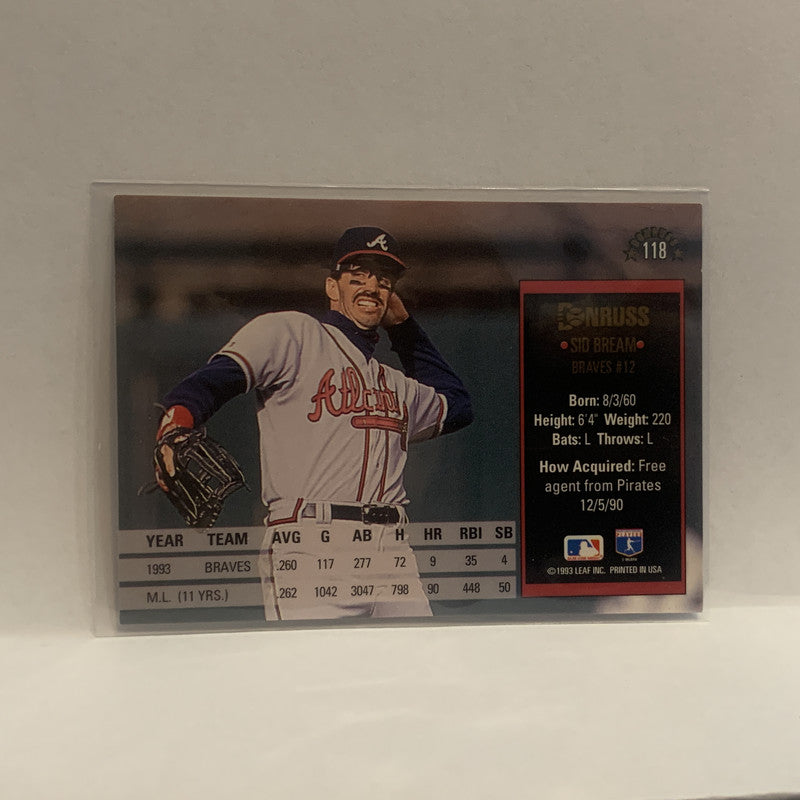 118
DONRUSS
• SID BREAM •
BRAVES #12
Born: 8/3/60
Height: 6'4" Weight: 220
Bats: L Throws: L
How Acquired: Free
agent from Pirates
12/5/90
©1993 LEAF INC. PRINTED IN USA
A
Atlanta
YEAR TEAM AVG G AB H HR RBI SB
1993 BRAVES .260 117 277 72 9 35 4
M.L. (11 YRS.) .262 1042 3047 798 90 448 50